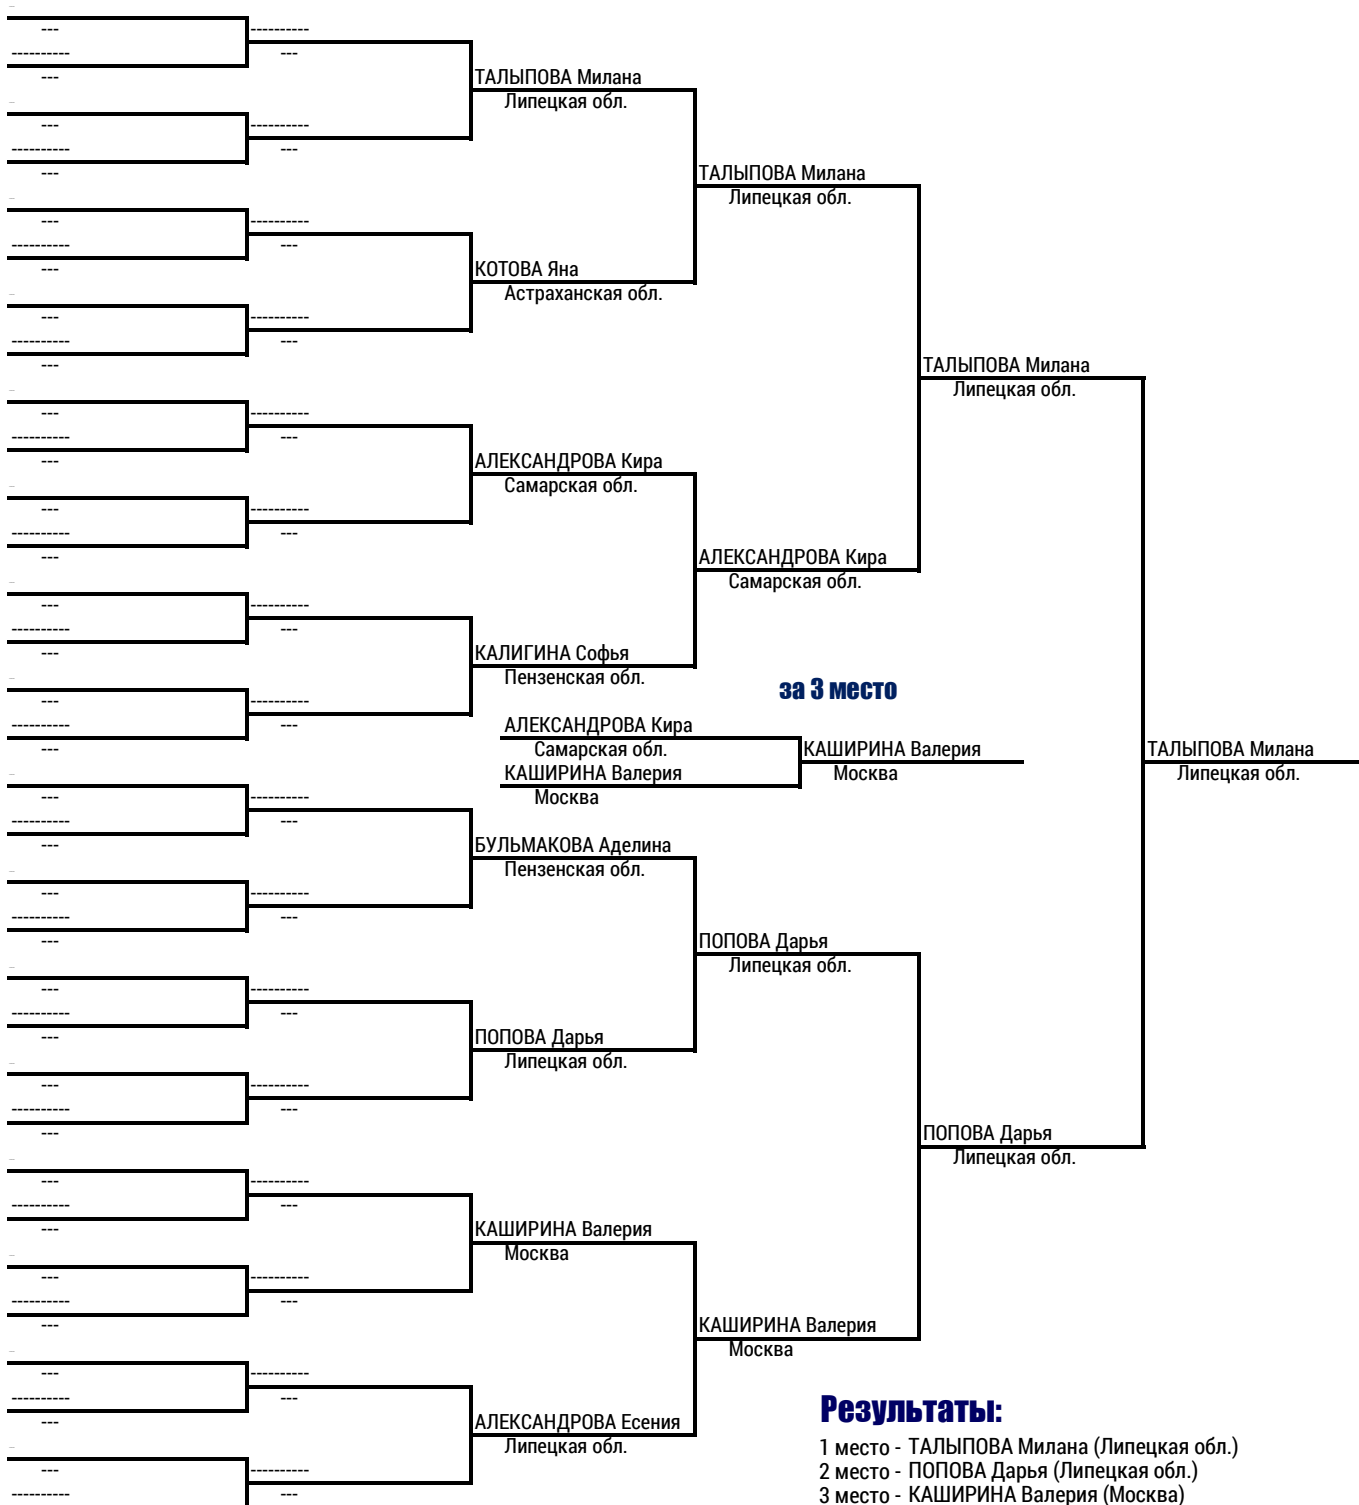 ---
----------
----------
---
---
ТАЛЫПОВА Милана
Липецкая обл.
---
----------
----------
---
---
ТАЛЫПОВА Милана
Липецкая обл.
---
----------
----------
---
---
КОТОВА Яна
Астраханская обл.
---
----------
----------
---
---
ТАЛЫПОВА Милана
Липецкая обл.
---
----------
----------
---
---
АЛЕКСАНДРОВА Кира
Самарская обл.
---
----------
----------
---
---
АЛЕКСАНДРОВА Кира
Самарская обл.
---
----------
----------
---
---
КАЛИГИНА Софья
Пензенская обл.
за 3 место
---
----------
----------
---
---
АЛЕКСАНДРОВА Кира
Самарская обл.
КАШИРИНА Валерия
Москва
КАШИРИНА Валерия
Москва
ТАЛЫПОВА Милана
Липецкая обл.
---
----------
----------
---
---
БУЛЬМАКОВА Аделина
Пензенская обл.
---
----------
----------
---
---
ПОПОВА Дарья
Липецкая обл.
---
----------
----------
---
---
ПОПОВА Дарья
Липецкая обл.
---
----------
----------
---
---
ПОПОВА Дарья
Липецкая обл.
---
----------
----------
---
---
КАШИРИНА Валерия
Москва
---
----------
----------
---
---
КАШИРИНА Валерия
Москва
---
----------
----------
---
---
АЛЕКСАНДРОВА Есения
Липецкая обл.
---
----------
----------
---
Результаты:
1 место - ТАЛЫПОВА Милана (Липецкая обл.)
2 место - ПОПОВА Дарья (Липецкая обл.)
3 место - КАШИРИНА Валерия (Москва)